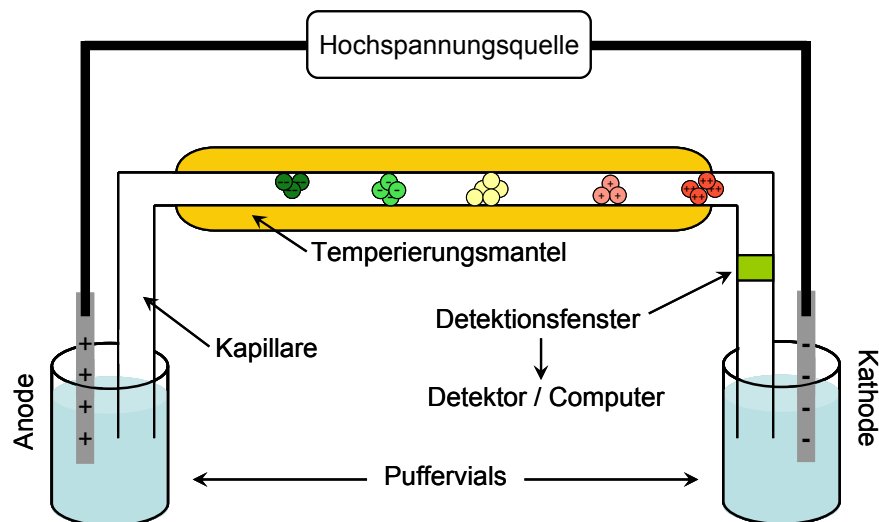 Hochspannungsquelle
-- -- --
- - - -
+ + +
++ ++ ++ ++
Temperierungsmantel
Detektionsfenster
Kapillare
Detektor / Computer
Anode
+
+
+
+
Kathode
-
-
-
-
Puffervials